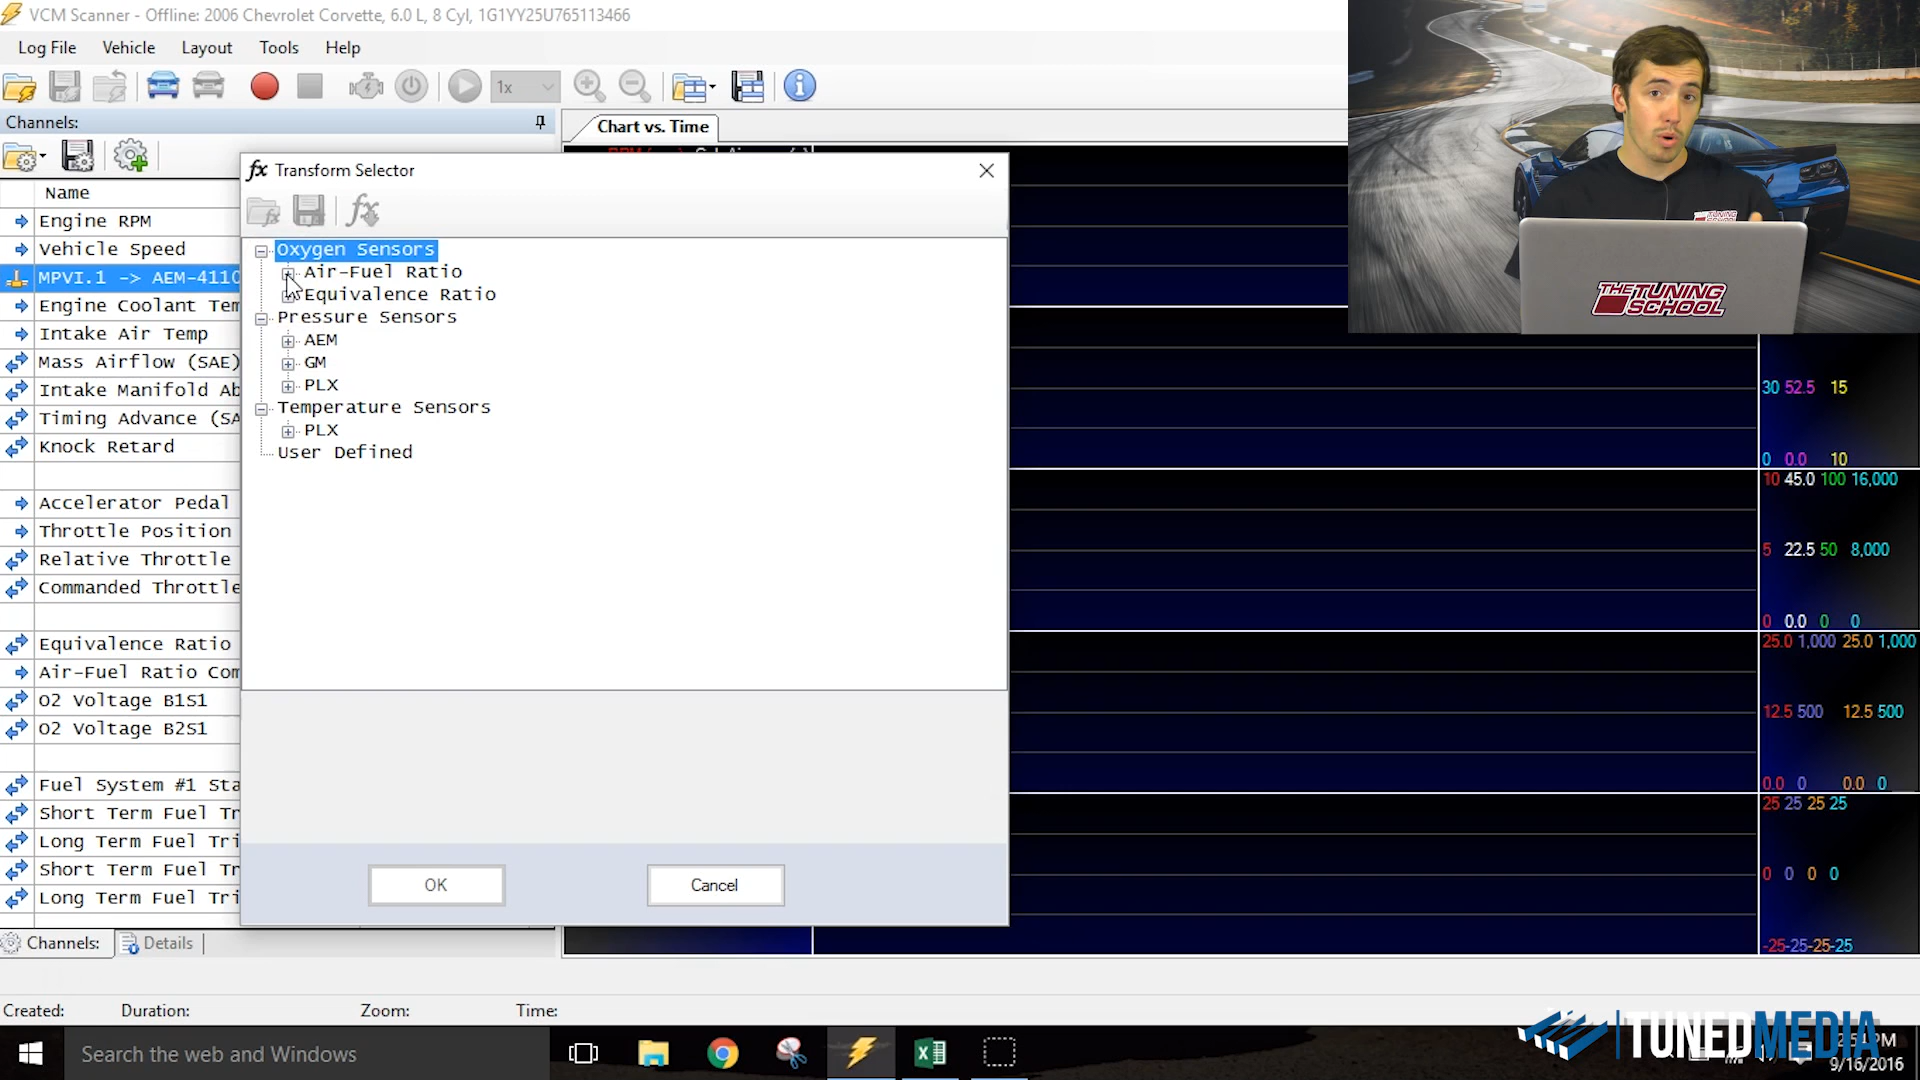 VCM Scanner - Offline: 2006 Chevrolet Corvette, 6.0 L, 8 Cyl, 1G1YY25U765113466
Log File Vehicle Layout Tools Help
1x
Channels:
Chart vs. Time
Name
Engine RPM
Vehicle Speed
MPVI.1 -> AEM-4110
Engine Coolant Tem
Intake Air Temp
Mass Airflow (SAE)
Intake Manifold Ab
Timing Advance (SA
Knock Retard
Accelerator Pedal
Throttle Position
Relative Throttle
Commanded Throttle
Equivalence Ratio
Air-Fuel Ratio Com
O2 Voltage B1S1
O2 Voltage B2S1
Fuel System #1 Sta
Short Term Fuel Tr
Long Term Fuel Tri
Short Term Fuel Tr
Long Term Fuel Tri
fx Transform Selector
fx
Oxygen Sensors
Air-Fuel Ratio
Equivalence Ratio
Pressure Sensors
AEM
GM
PLX
Temperature Sensors
PLX
User Defined
OK Cancel
THE TUNING SCHOOL
THE TUNING SCHOOL
30 52.5 15
0 0.0 10
10 45.0 100 16,000
5 22.5 50 8,000
0 0.0 0 0
25.0 1,000 25.0 1,000
12.5 500 12.5 500
0.0 0 0.0 0
25 25 25 25
0 0 0 0
-25 -25 -25 -25
Channels: Details
Created: Duration: Zoom: Time:
Search the web and Windows
TUNEDMEDIA
PM
9/16/2016